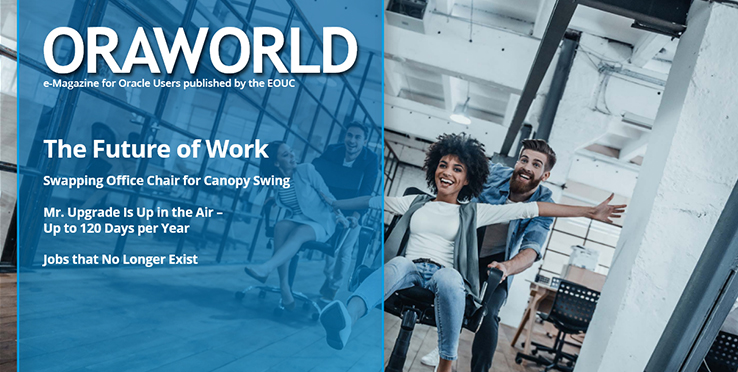 ORAWORLD
e-Magazine for Oracle Users published by the EOUC
The Future of Work
Swapping Office Chair for Canopy Swing
Mr. Upgrade Is Up in the Air –
Up to 120 Days per Year
Jobs that No Longer Exist